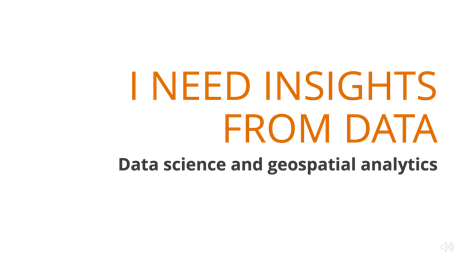 I NEED INSIGHTS
FROM DATA
Data science and geospatial analytics